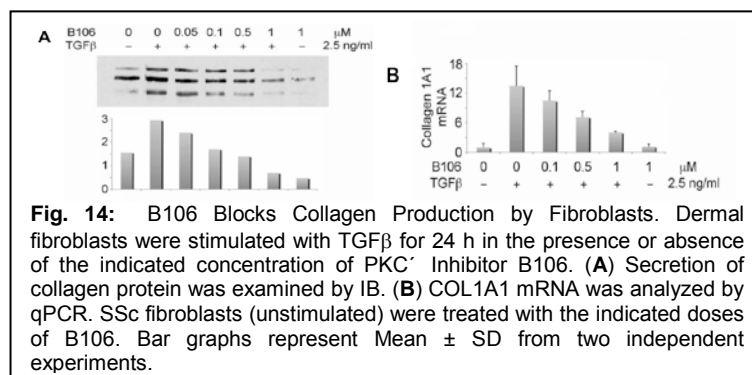 A
B106 0 0 0.05 0.1 0.5 1 1 μM
TGFβ – + + + + + – 2.5 ng/ml
3
2
1
0
B
Collagen 1A1
mRNA
18
12
6
0
B106 0 0 0.1 0.5 1 1 μM
TGFβ – + + + + – 2.5 ng/ml
Fig. 14: B106 Blocks Collagen Production by Fibroblasts. Dermal
fibroblasts were stimulated with TGFβ for 24 h in the presence or absence
of the indicated concentration of PKC´ Inhibitor B106. (A) Secretion of
collagen protein was examined by IB. (B) COL1A1 mRNA was analyzed by
qPCR. SSc fibroblasts (unstimulated) were treated with the indicated doses
of B106. Bar graphs represent Mean ± SD from two independent
experiments.